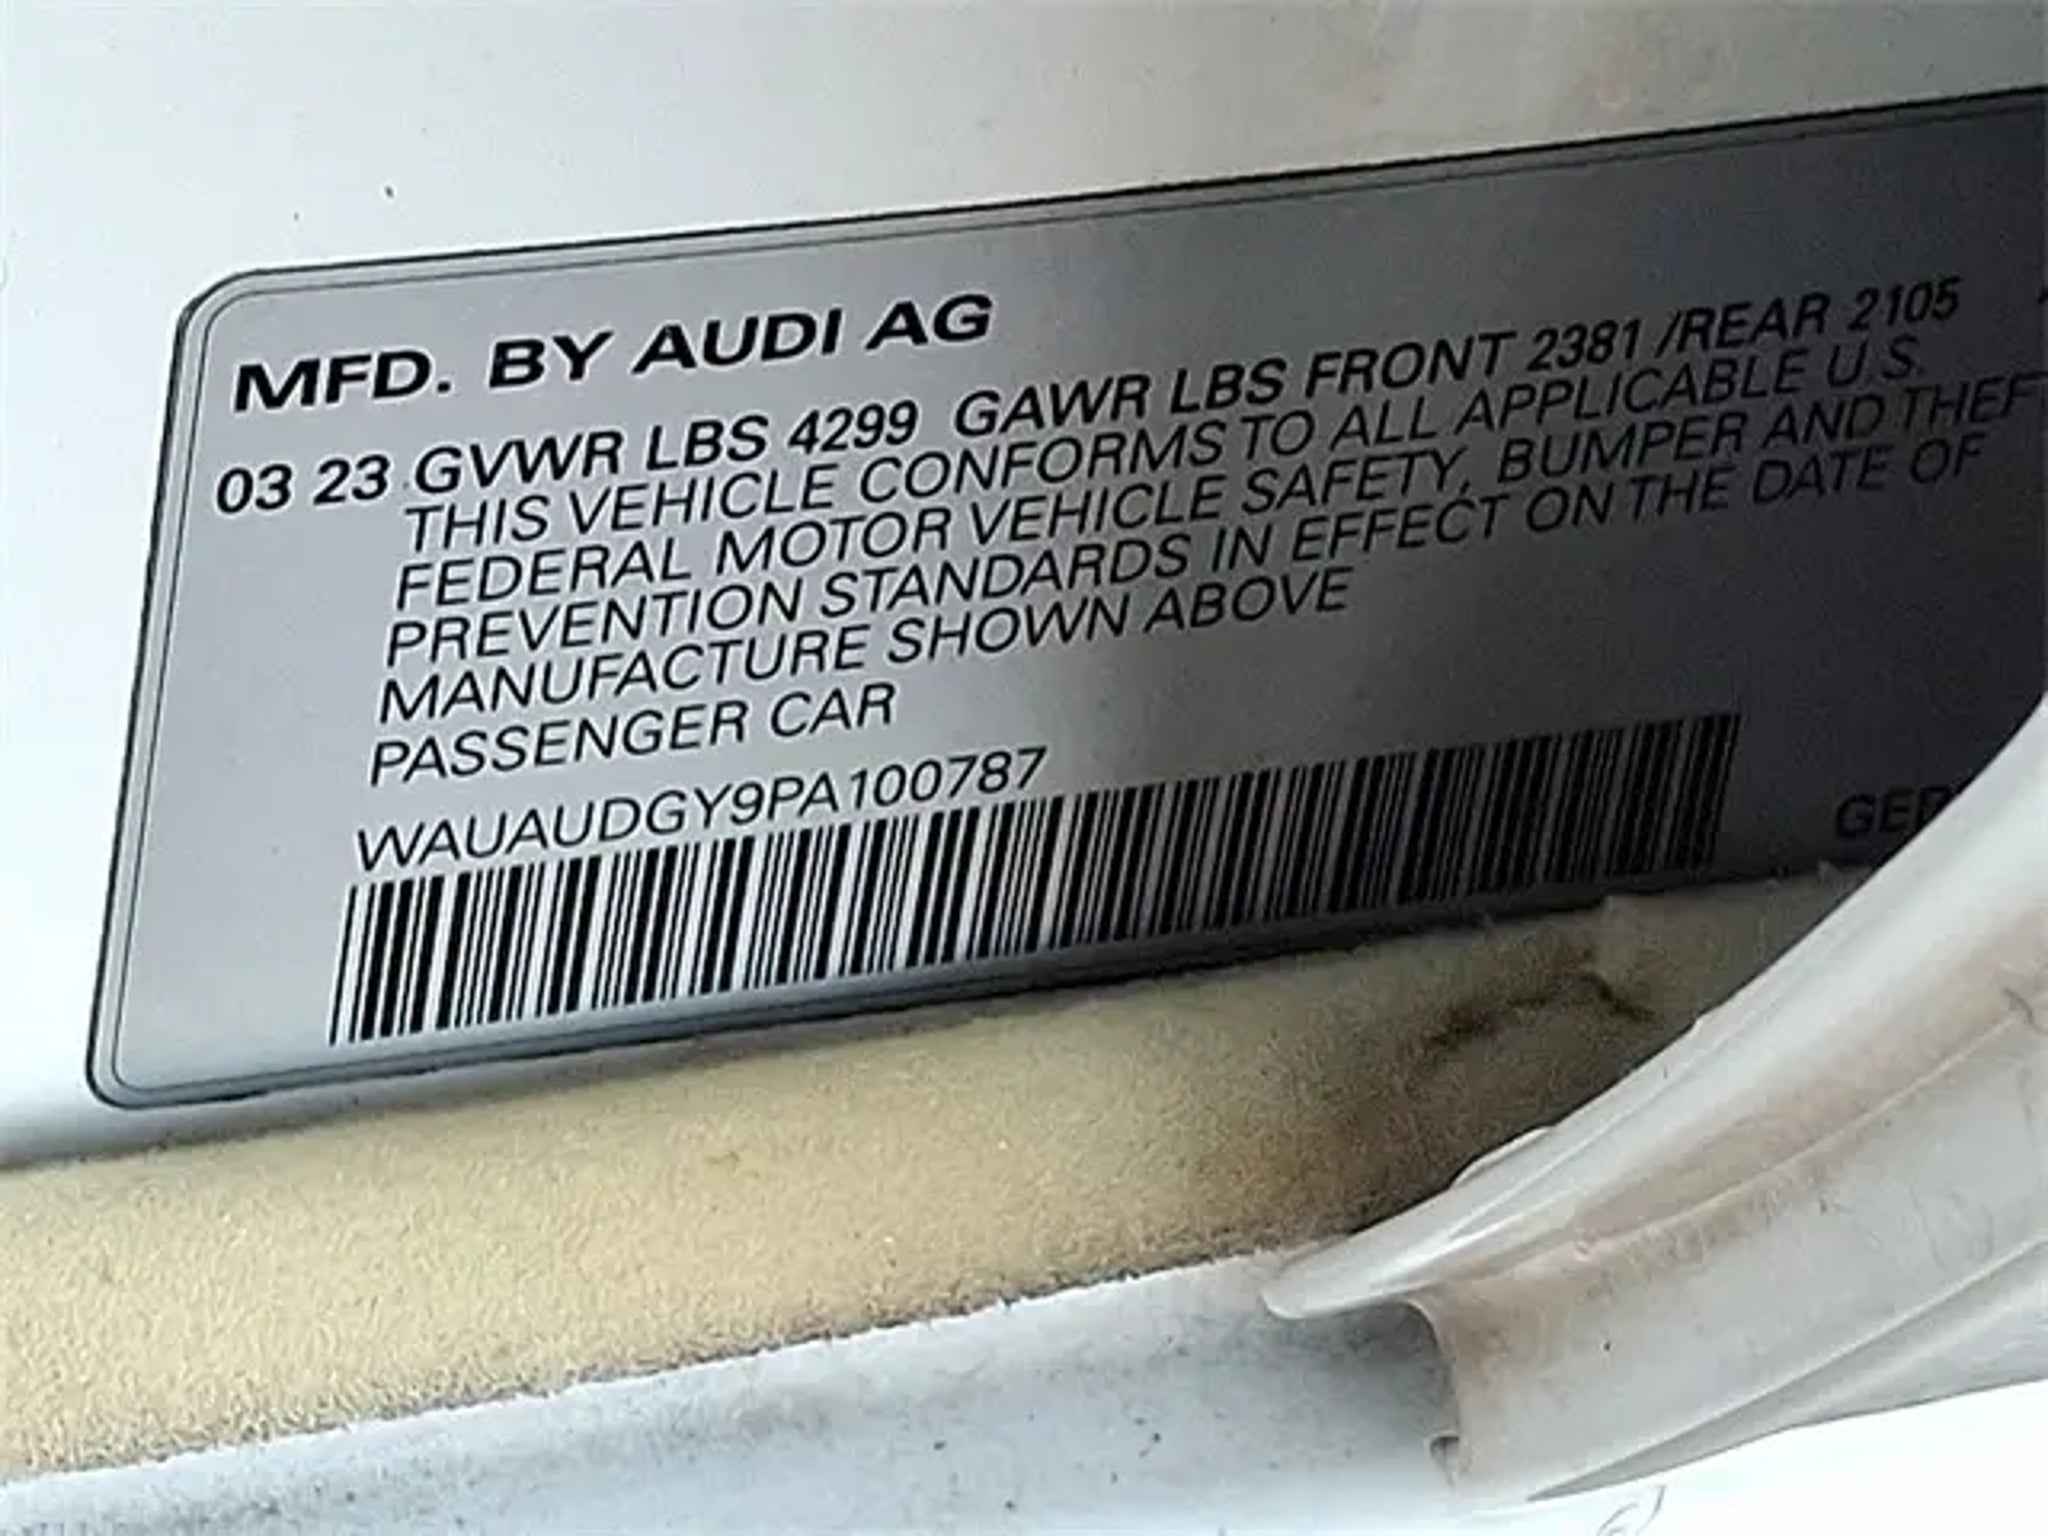 MFD. BY AUDI AG
03 23 GVWR LBS 4299 GAWR LBS FRONT 2381 /REAR 2105
THIS VEHICLE CONFORMS TO ALL APPLICABLE U.S.
FEDERAL MOTOR VEHICLE SAFETY, BUMPER AND THEFT
PREVENTION STANDARDS IN EFFECT ON THE DATE OF
MANUFACTURE SHOWN ABOVE
PASSENGER CAR
WAUAUDGY9PA100787